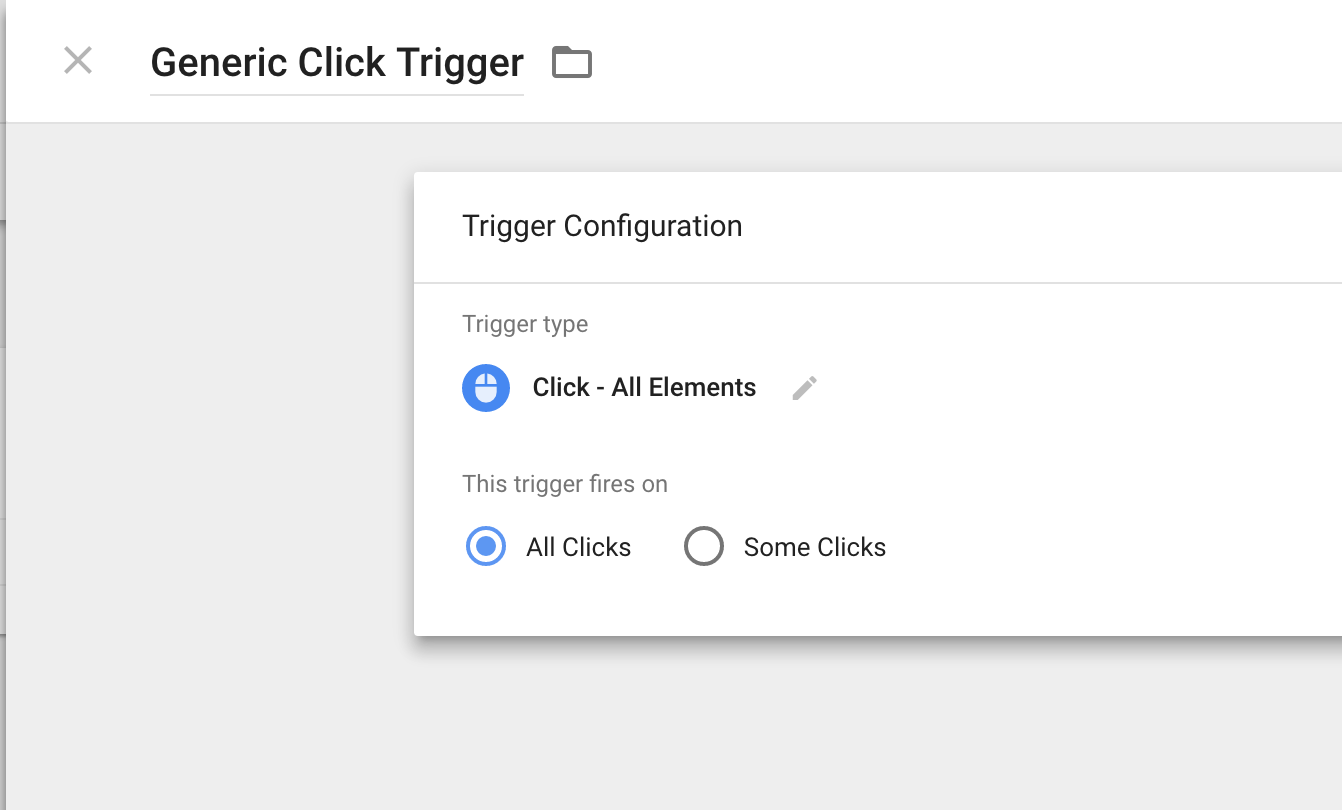 Generic Click Trigger
Trigger Configuration
Trigger type
Click - All Elements
This trigger fires on
All Clicks Some Clicks